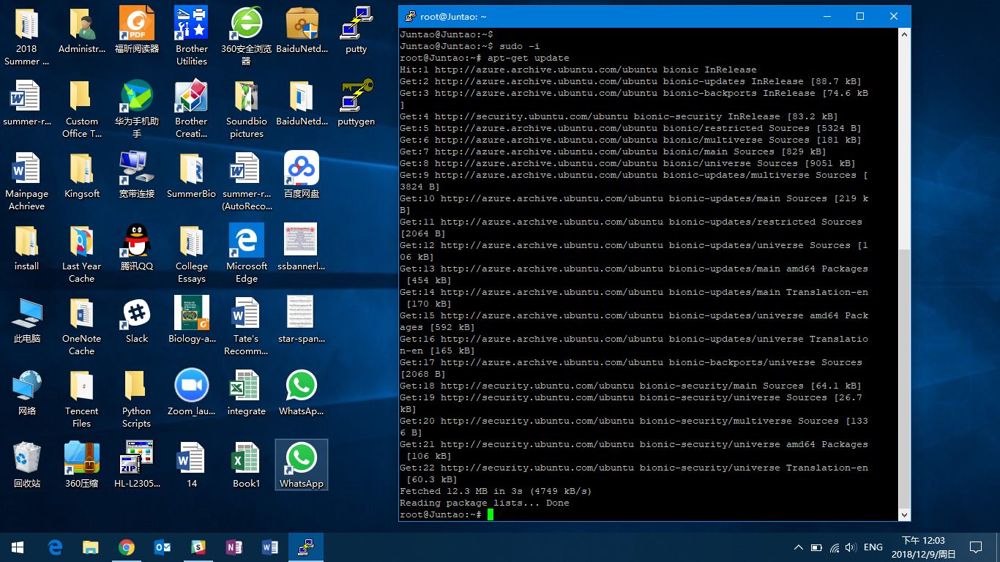 2018
Summer ...
Administr...
PDF
福昕阅读器
Brother
Utilities
360安全浏览
器
BaiduNetd...
putty
summer-r...
Custom
Office T...
华为手机助
手
Brother
Creati...
Soundbio
pictures
BaiduNetd...
puttygen
Mainpage
Achrieve
Kingsoft
宽带连接
SummerBio
summer-r...
(AutoReco...
百度网盘
install
Last Year
Cache
腾讯QQ
College
Essays
Microsoft
Edge
ssbannerl...
此电脑
OneNote
Cache
Slack
Biology-a...
Tate's
Recomm...
star-span...
网络
Tencent
Files
Python
Scripts
Zoom_lau...
integrate
WhatsAp...
回收站
360压缩
ZIP
HL-L2305...
14
Book1
WhatsApp
root@Juntao: ~
Juntao@Juntao:~$
Juntao@Juntao:~$ sudo -i
root@Juntao:~# apt-get update
Hit:1 http://azure.archive.ubuntu.com/ubuntu bionic InRelease
Get:2 http://azure.archive.ubuntu.com/ubuntu bionic-updates InRelease [88.7 kB]
Get:3 http://azure.archive.ubuntu.com/ubuntu bionic-backports InRelease [74.6 kB
]
Get:4 http://security.ubuntu.com/ubuntu bionic-security InRelease [83.2 kB]
Get:5 http://azure.archive.ubuntu.com/ubuntu bionic/restricted Sources [5324 B]
Get:6 http://azure.archive.ubuntu.com/ubuntu bionic/multiverse Sources [181 kB]
Get:7 http://azure.archive.ubuntu.com/ubuntu bionic/main Sources [829 kB]
Get:8 http://azure.archive.ubuntu.com/ubuntu bionic/universe Sources [9051 kB]
Get:9 http://azure.archive.ubuntu.com/ubuntu bionic-updates/multiverse Sources [
3824 B]
Get:10 http://azure.archive.ubuntu.com/ubuntu bionic-updates/main Sources [219 k
B]
Get:11 http://azure.archive.ubuntu.com/ubuntu bionic-updates/restricted Sources
[2064 B]
Get:12 http://azure.archive.ubuntu.com/ubuntu bionic-updates/universe Sources [1
06 kB]
Get:13 http://azure.archive.ubuntu.com/ubuntu bionic-updates/main amd64 Packages
 [454 kB]
Get:14 http://azure.archive.ubuntu.com/ubuntu bionic-updates/main Translation-en
 [170 kB]
Get:15 http://azure.archive.ubuntu.com/ubuntu bionic-updates/universe amd64 Pack
ages [592 kB]
Get:16 http://azure.archive.ubuntu.com/ubuntu bionic-updates/universe Translatio
n-en [165 kB]
Get:17 http://azure.archive.ubuntu.com/ubuntu bionic-backports/universe Sources
[2068 B]
Get:18 http://security.ubuntu.com/ubuntu bionic-security/main Sources [64.1 kB]
Get:19 http://security.ubuntu.com/ubuntu bionic-security/universe Sources [26.7
kB]
Get:20 http://security.ubuntu.com/ubuntu bionic-security/multiverse Sources [133
6 B]
Get:21 http://security.ubuntu.com/ubuntu bionic-security/universe amd64 Packages
 [106 kB]
Get:22 http://security.ubuntu.com/ubuntu bionic-security/universe Translation-en
 [60.3 kB]
Fetched 12.3 MB in 3s (4749 kB/s)
Reading package lists... Done
root@Juntao:~#
ENG
下午 12:03
2018/12/9/周日